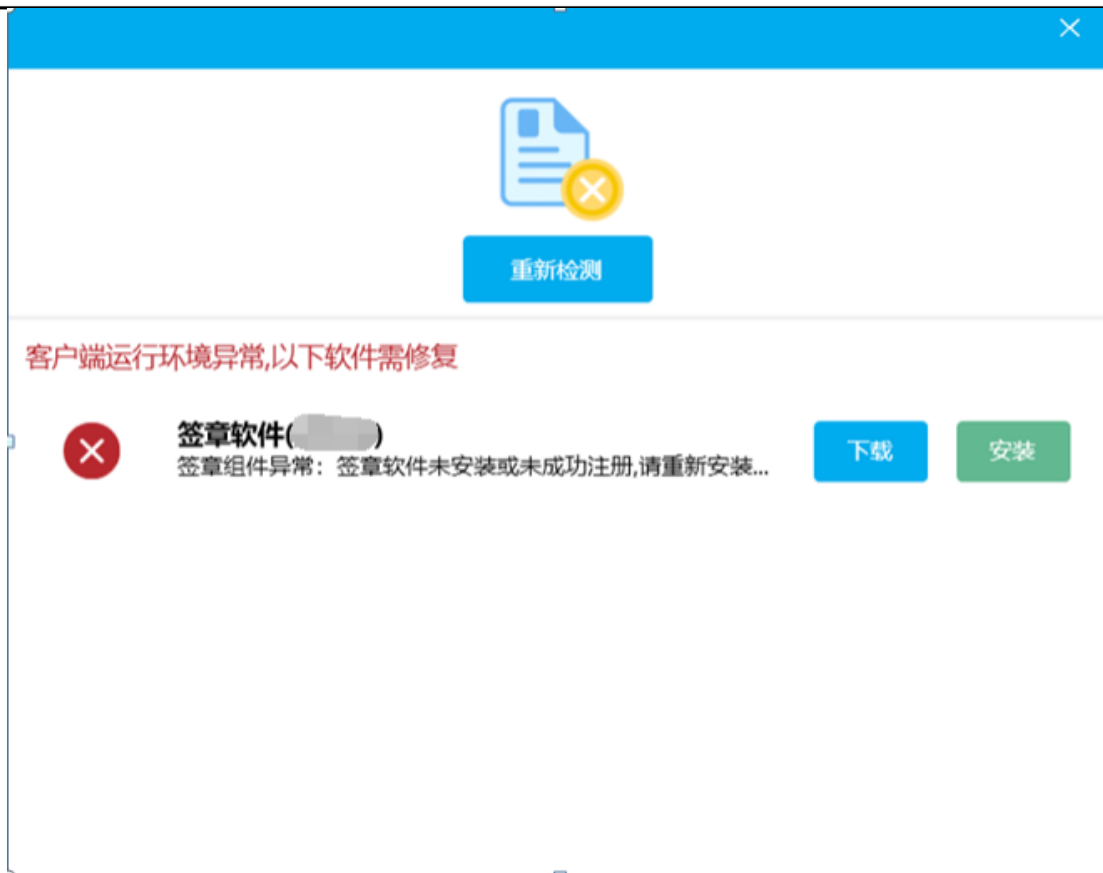 重新检测
客户端运行环境异常,以下软件需修复
签章软件( )
签章组件异常：签章软件未安装或未成功注册,请重新安装...
下载
安装